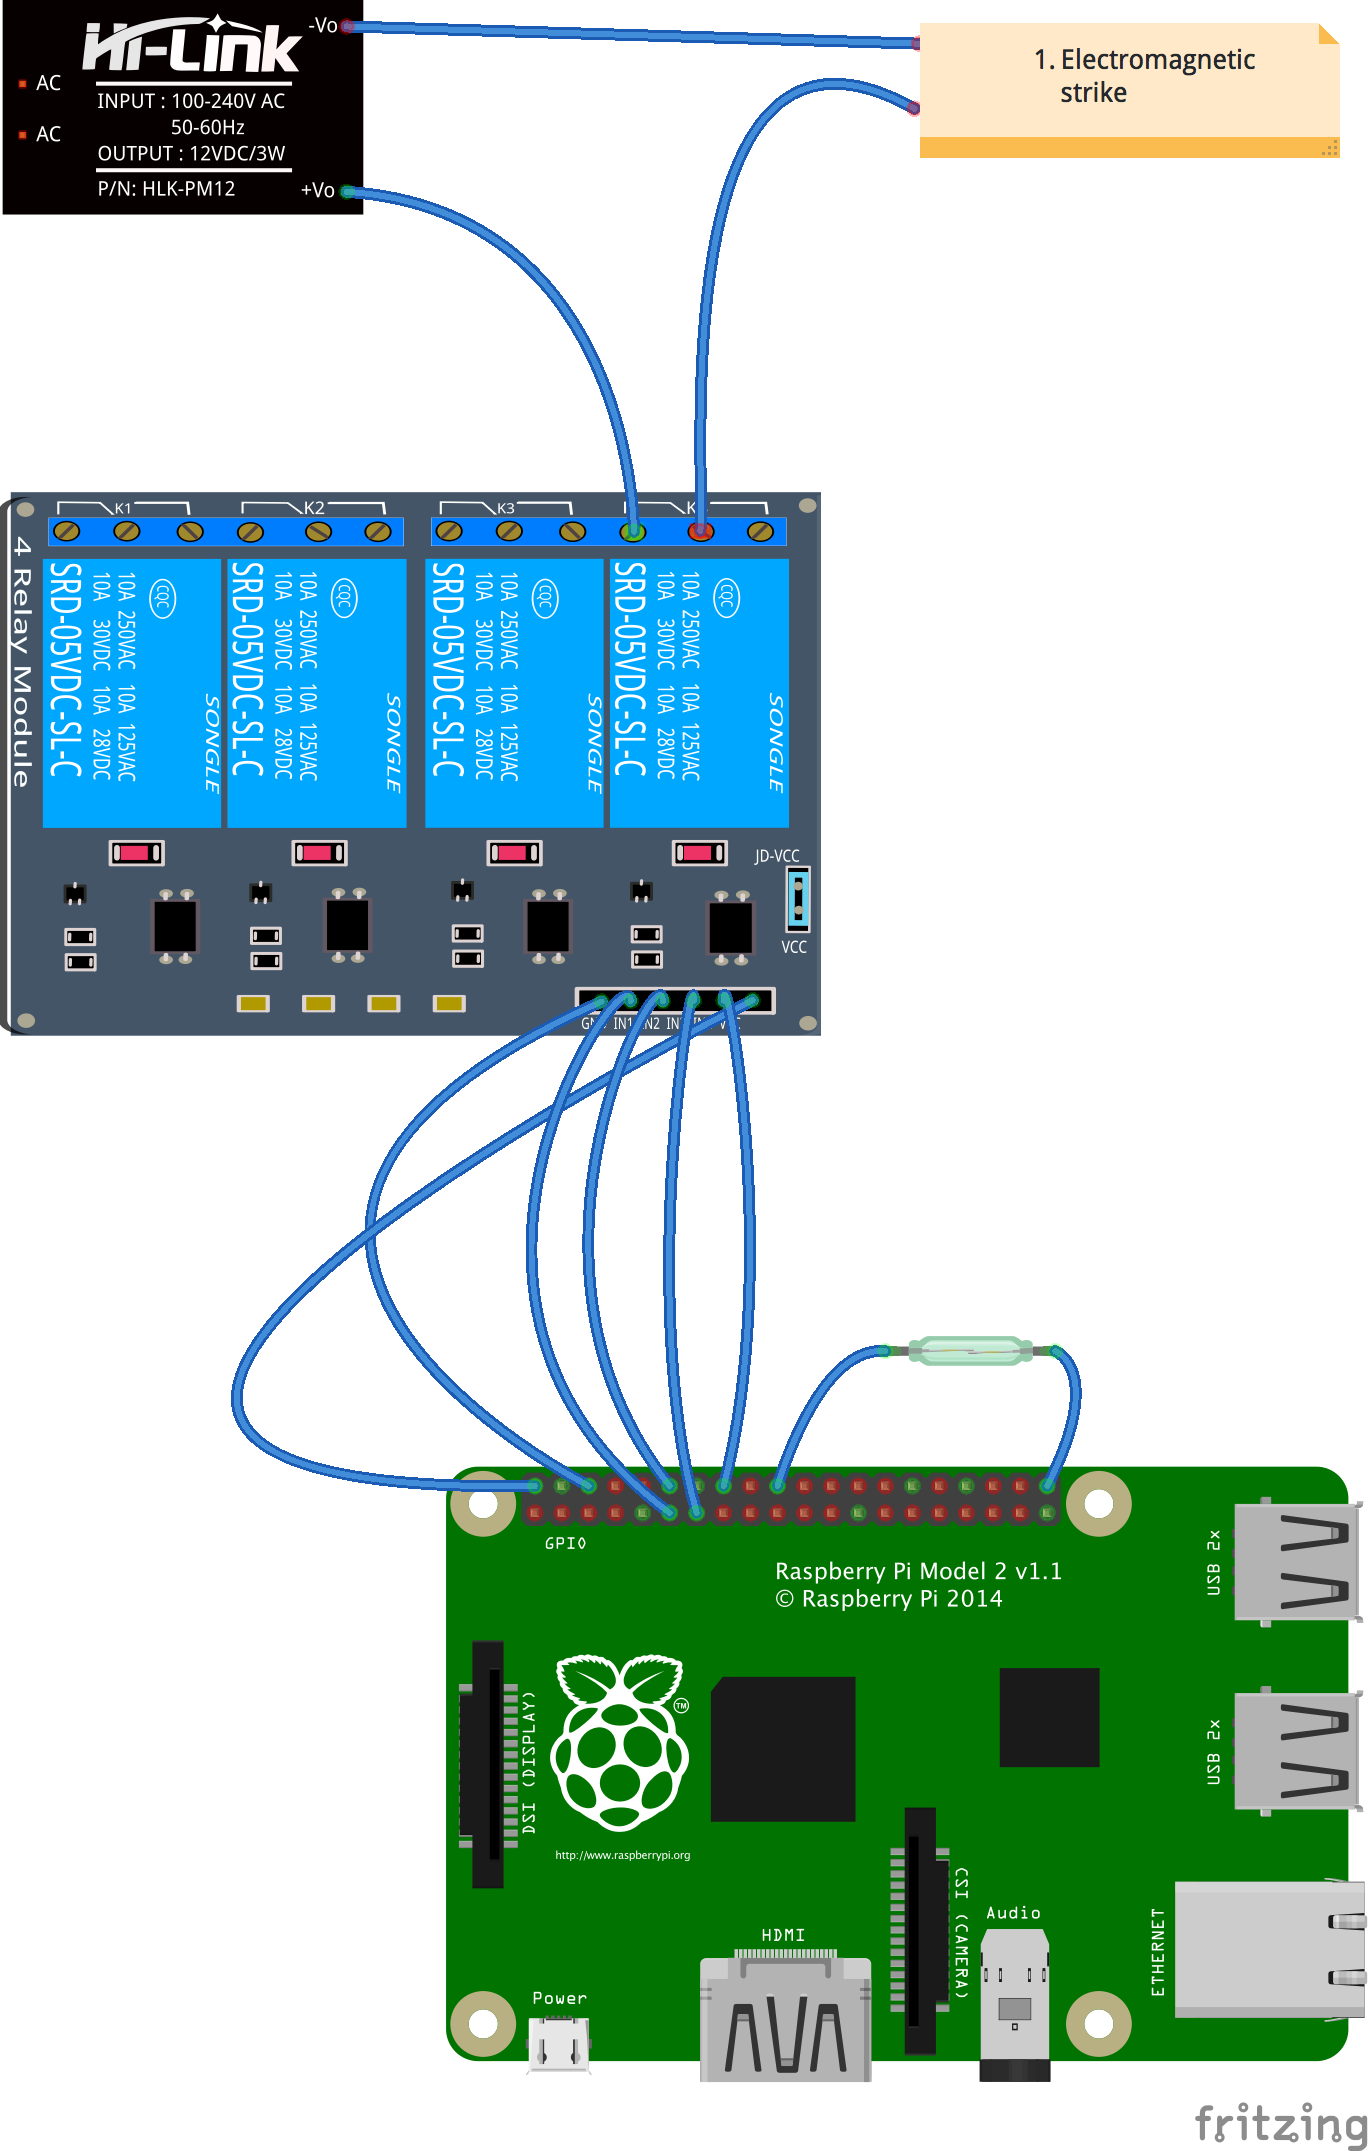 Hi-Link
-Vo
AC
INPUT : 100-240V AC
50-60Hz
AC
OUTPUT : 12VDC/3W
P/N: HLK-PM12
+Vo
1. Electromagnetic
strike
K1
K2
K3
4 Relay Module
SRD-05VDC-SL-C
10A 30VDC 10A 28VDC
10A 250VAC 10A 125VAC
CQC
SONGLE
SRD-05VDC-SL-C
10A 30VDC 10A 28VDC
10A 250VAC 10A 125VAC
CQC
SONGLE
SRD-05VDC-SL-C
10A 30VDC 10A 28VDC
10A 250VAC 10A 125VAC
CQC
SONGLE
SRD-05VDC-SL-C
10A 30VDC 10A 28VDC
10A 250VAC 10A 125VAC
CQC
SONGLE
JD-VCC
VCC
IN1
GPIO
Raspberry Pi Model 2 v1.1
© Raspberry Pi 2014
USB 2x
USB 2x
DSI (DISPLAY)
TM
http://www.raspberrypi.org
CSI (CAMERA)
Audio
ETHERNET
HDMI
Power
fritzing